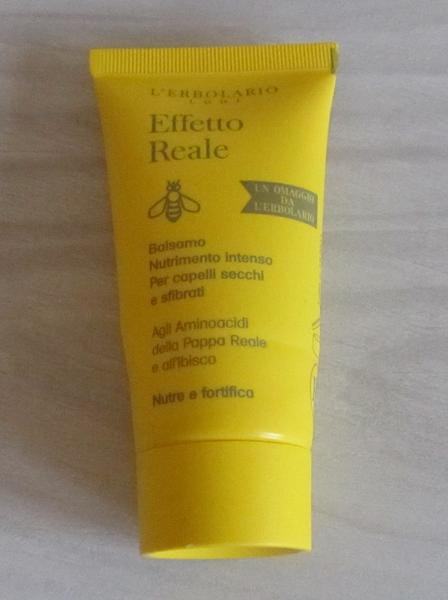 L'ERBOLARIO
LODI
Effetto
Reale
UN OMAGGIO
DA
L'ERBOLARIO
Balsamo
Nutrimento intenso
Per capelli secchi
e sfibrati
Agli Aminoacidi
della Pappa Reale
e all'Ibisco
Nutre e fortifica